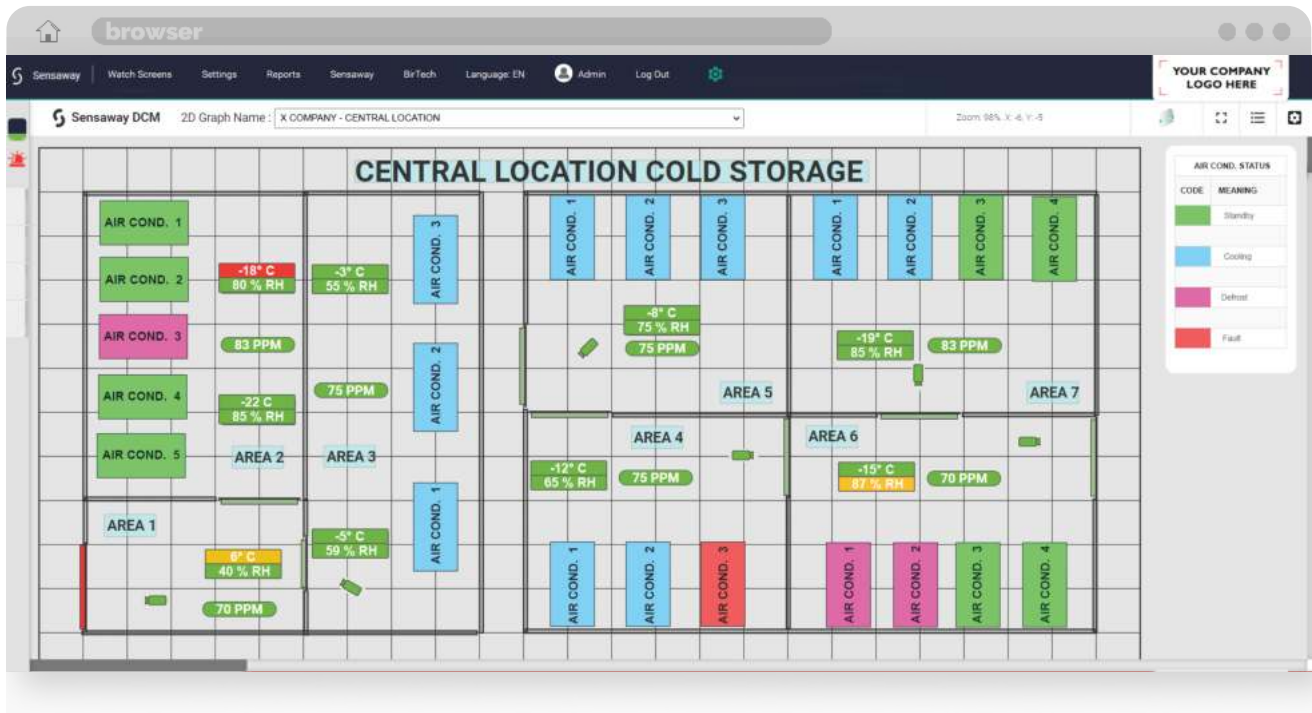 browser
Sensaway Watch Screens Settings Reports Sensaway BirTech Language: EN Admin Log Out
YOUR COMPANY
LOGO HERE
Sensaway DCM 2D Graph Name : X COMPANY - CENTRAL LOCATION Zoom: 98%, X: -6, Y: -5
CENTRAL LOCATION COLD STORAGE
AIR COND. STATUS
CODE MEANING
Standby
Cooling
Defrost
Fault
AIR COND. 1
AIR COND. 2
AIR COND. 3
AIR COND. 4
AIR COND. 5
-18° C
80 % RH
83 PPM
-22 C
85 % RH
AREA 2
AREA 1
6° C
40 % RH
70 PPM
-3° C
55 % RH
75 PPM
AREA 3
-5° C
59 % RH
AIR COND. 3
AIR COND. 2
AIR COND. 1
AIR COND. 1
AIR COND. 2
AIR COND. 3
-8° C
75 % RH
75 PPM
AREA 5
AIR COND. 1
AIR COND. 2
AIR COND. 3
AIR COND. 4
-19° C
85 % RH
83 PPM
AREA 7
AREA 4
-12° C
65 % RH
75 PPM
AIR COND. 1
AIR COND. 2
AIR COND. 3
AREA 6
-15° C
87 % RH
70 PPM
AIR COND. 1
AIR COND. 2
AIR COND. 3
AIR COND. 4